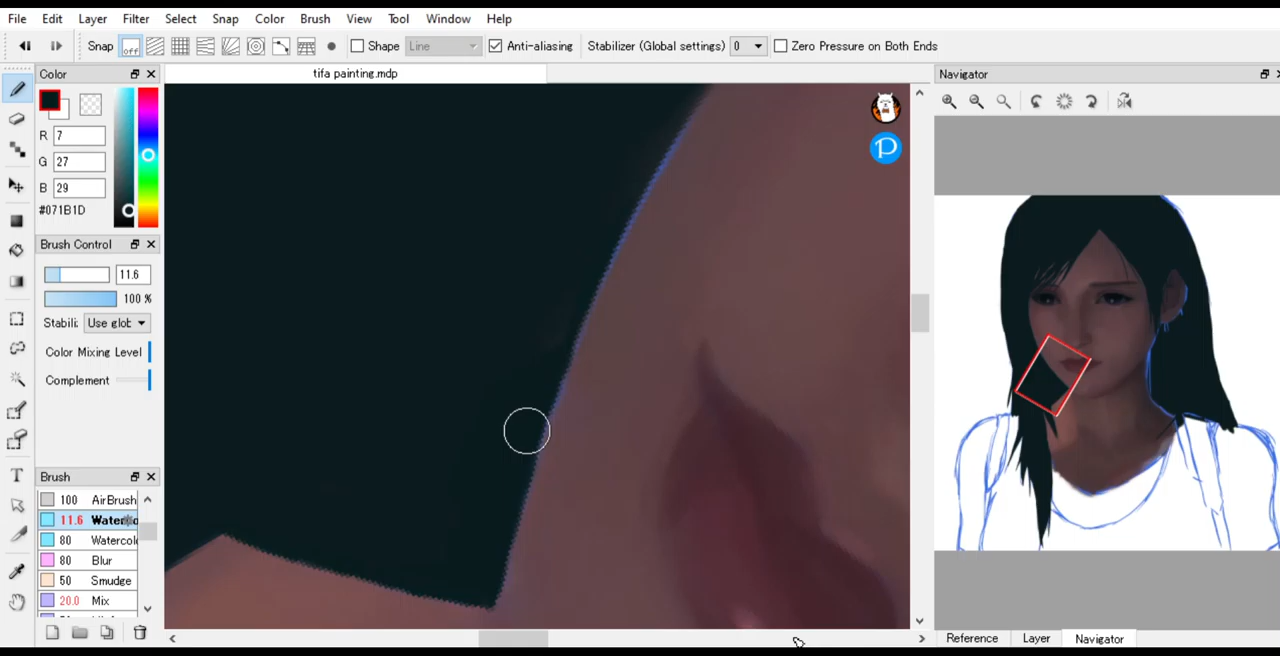 File Edit Layer Filter Select Snap Color Brush View Tool Window Help
Snap off Shape Line Anti-aliasing Stabilizer (Global settings) 0 Zero Pressure on Both Ends
Color
tifa painting.mdp
Navigator
R 7
G 27
B 29
#071B1D
Brush Control
11.6
100 %
Stabili: Use glob
Color Mixing Level
Complement
Brush
100 AirBrush
11.6
80 Waterco
80 Blur
50 Smudge
20.0 Mix
T
P
Reference Layer Navigator